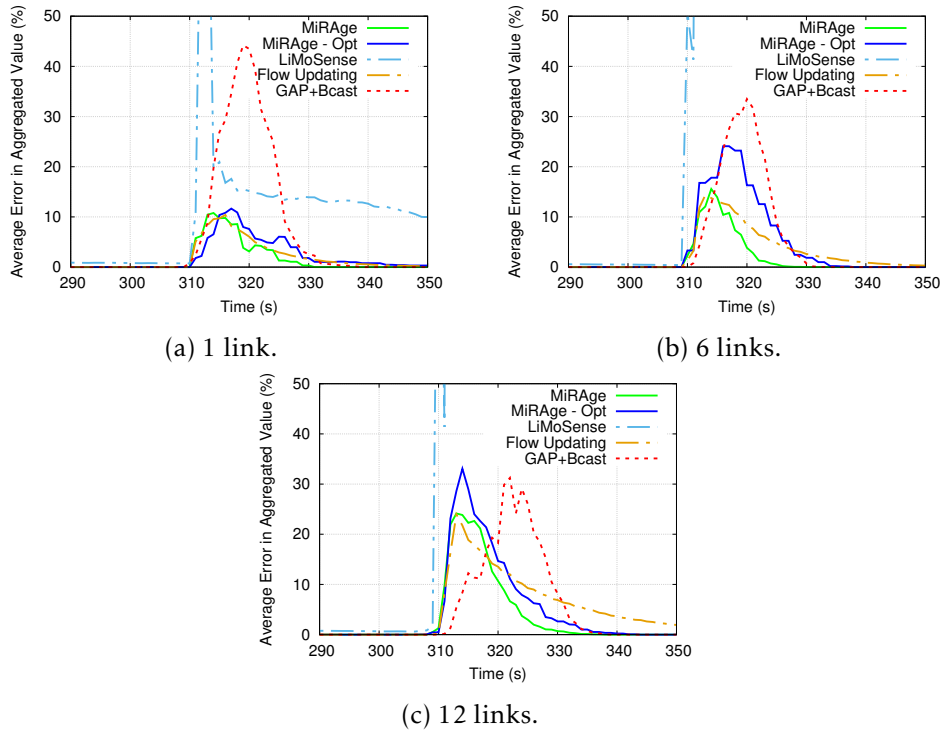 Average Error in Aggregated Value (%)
50
40
30
20
10
0
290 300 310 320 330 340 350
Time (s)
MiRAge
MiRAge - Opt
LiMoSense
Flow Updating
GAP+Bcast
(a) 1 link.
Average Error in Aggregated Value (%)
50
40
30
20
10
0
290 300 310 320 330 340 350
Time (s)
MiRAge
MiRAge - Opt
LiMoSense
Flow Updating
GAP+Bcast
(b) 6 links.
Average Error in Aggregated Value (%)
50
40
30
20
10
0
290 300 310 320 330 340 350
Time (s)
MiRAge
MiRAge - Opt
LiMoSense
Flow Updating
GAP+Bcast
(c) 12 links.